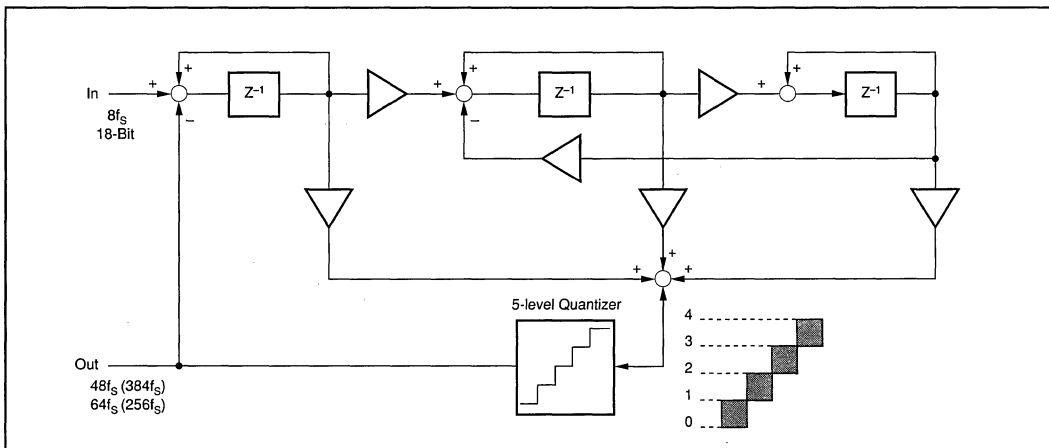 + + +
In + Z⁻¹ + Z⁻¹ + Z⁻¹
8fS − −
18-Bit
+
+ +
5-level Quantizer
4
3
2
1
0
Out
48fS (384fS)
64fS (256fS)